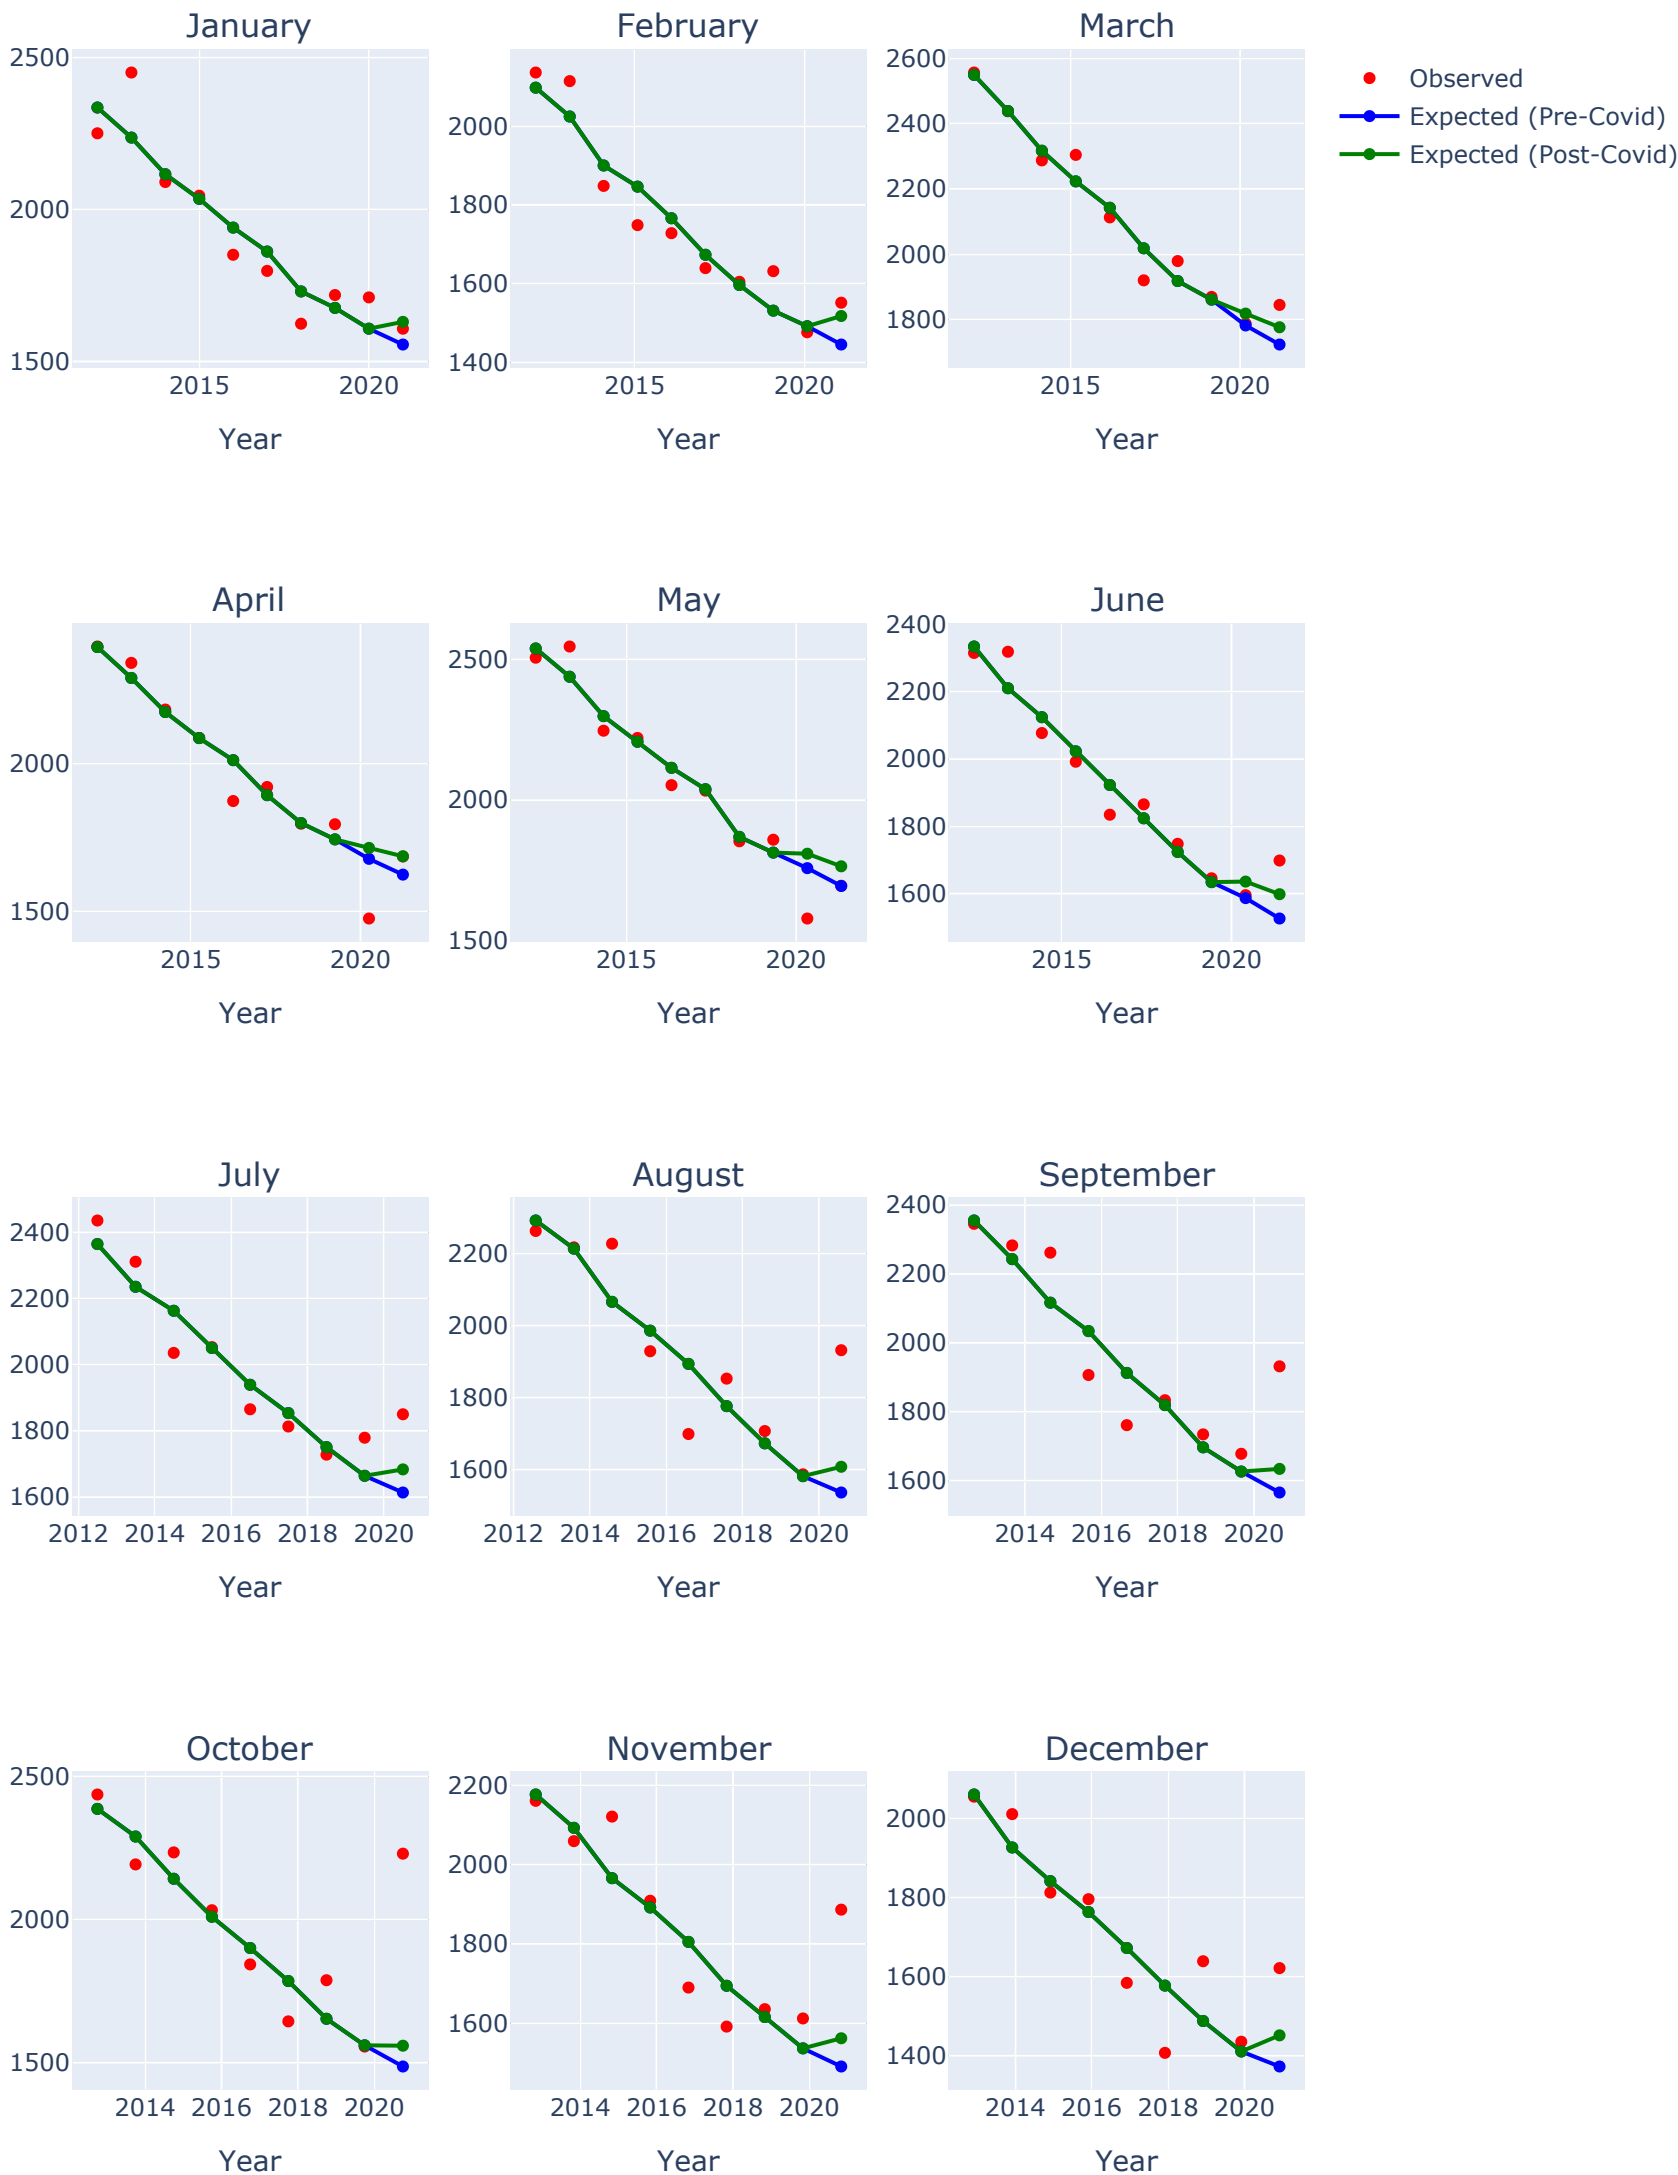 January February March
2500
2000
1500
2015 2020
Year
2000
1800
1600
1400
2015 2020
Year
2600
2400
2200
2000
1800
2015 2020
Year
Observed
Expected (Pre-Covid)
Expected (Post-Covid)
April May June
2000
1500
2015 2020
Year
2500
2000
1500
2015 2020
Year
2400
2200
2000
1800
1600
2015 2020
Year
July August September
2400
2200
2000
1800
1600
2012 2014 2016 2018 2020
Year
2200
2000
1800
1600
2012 2014 2016 2018 2020
Year
2400
2200
2000
1800
1600
2014 2016 2018 2020
Year
October November December
2500
2000
1500
2014 2016 2018 2020
Year
2200
2000
1800
1600
2014 2016 2018 2020
Year
2000
1800
1600
1400
2014 2016 2018 2020
Year